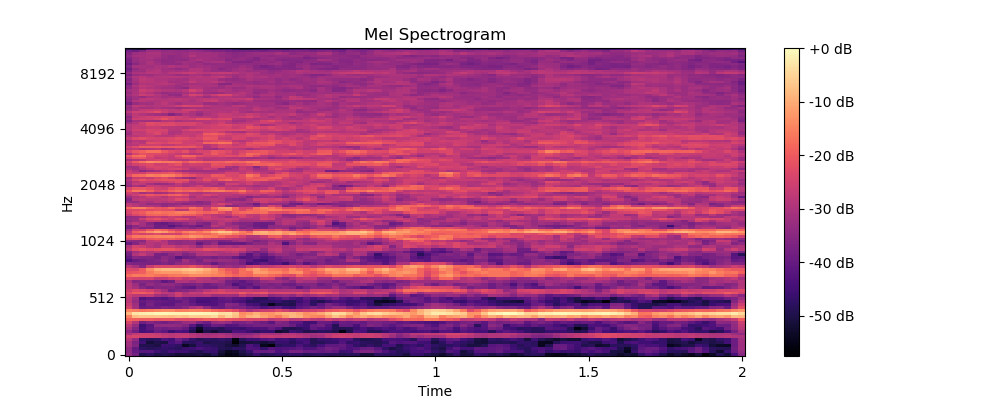 Mel Spectrogram
Hz
8192
4096
2048
1024
512
0
0 0.5 1 1.5 2
Time
+0 dB
-10 dB
-20 dB
-30 dB
-40 dB
-50 dB